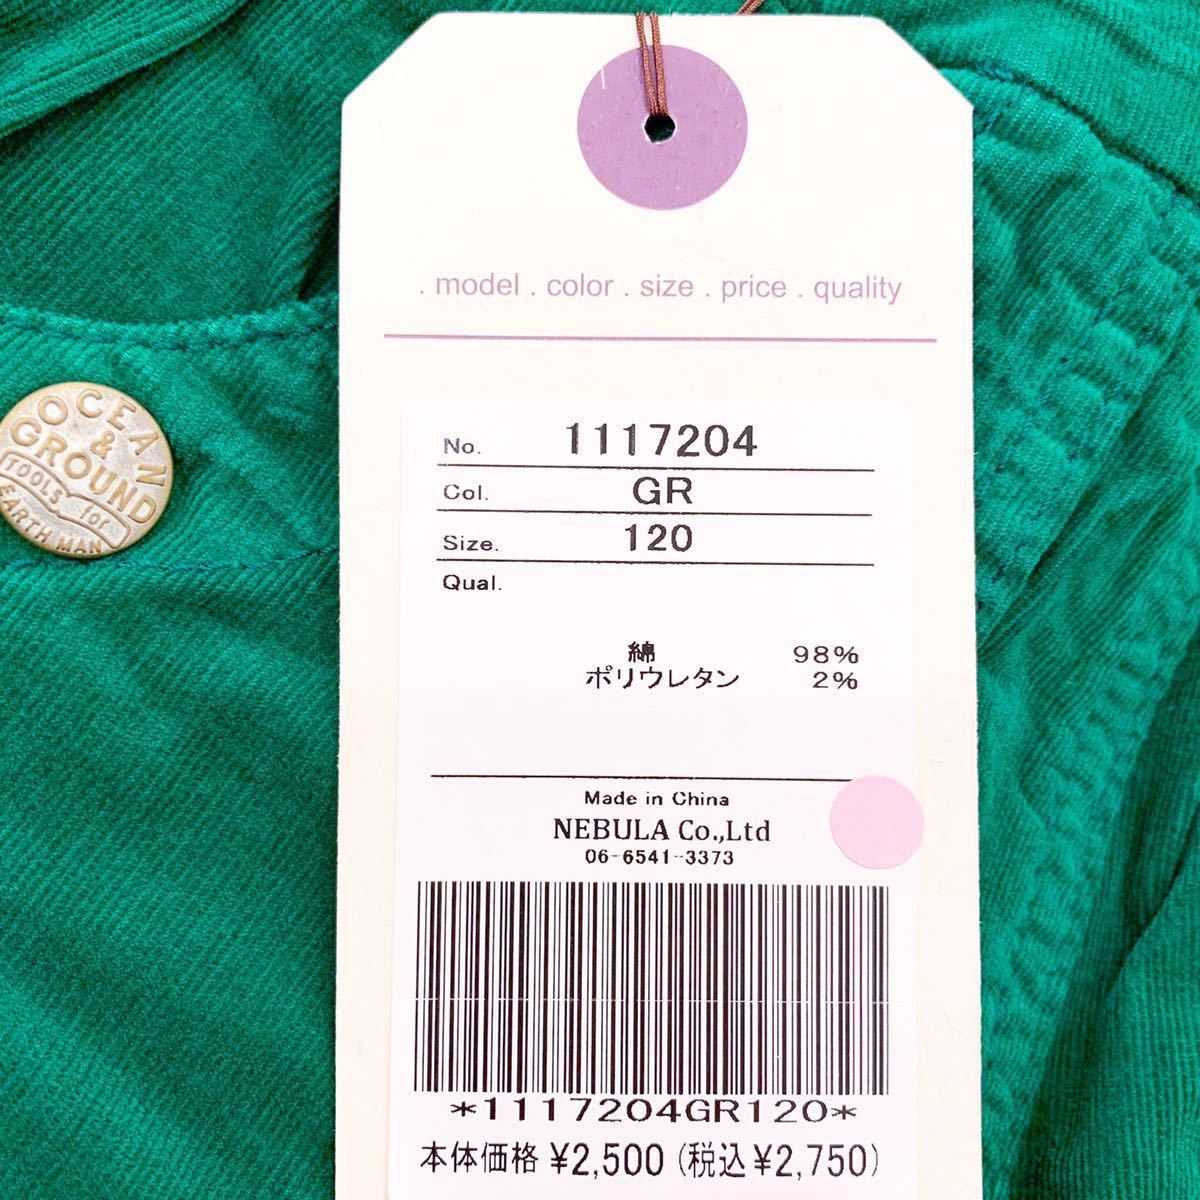 . model . color . size . price . quality
OCEAN
&
GROUND
TOOLS for
EARTH MAN
No. 1117204
Col. GR
Size. 120
Qual.
綿 98%
ポリウレタン 2%
Made in China
NEBULA Co.,Ltd
06-6541-3373
*1117204GR120*
本体価格 ¥2,500 (税込 ¥2,750)